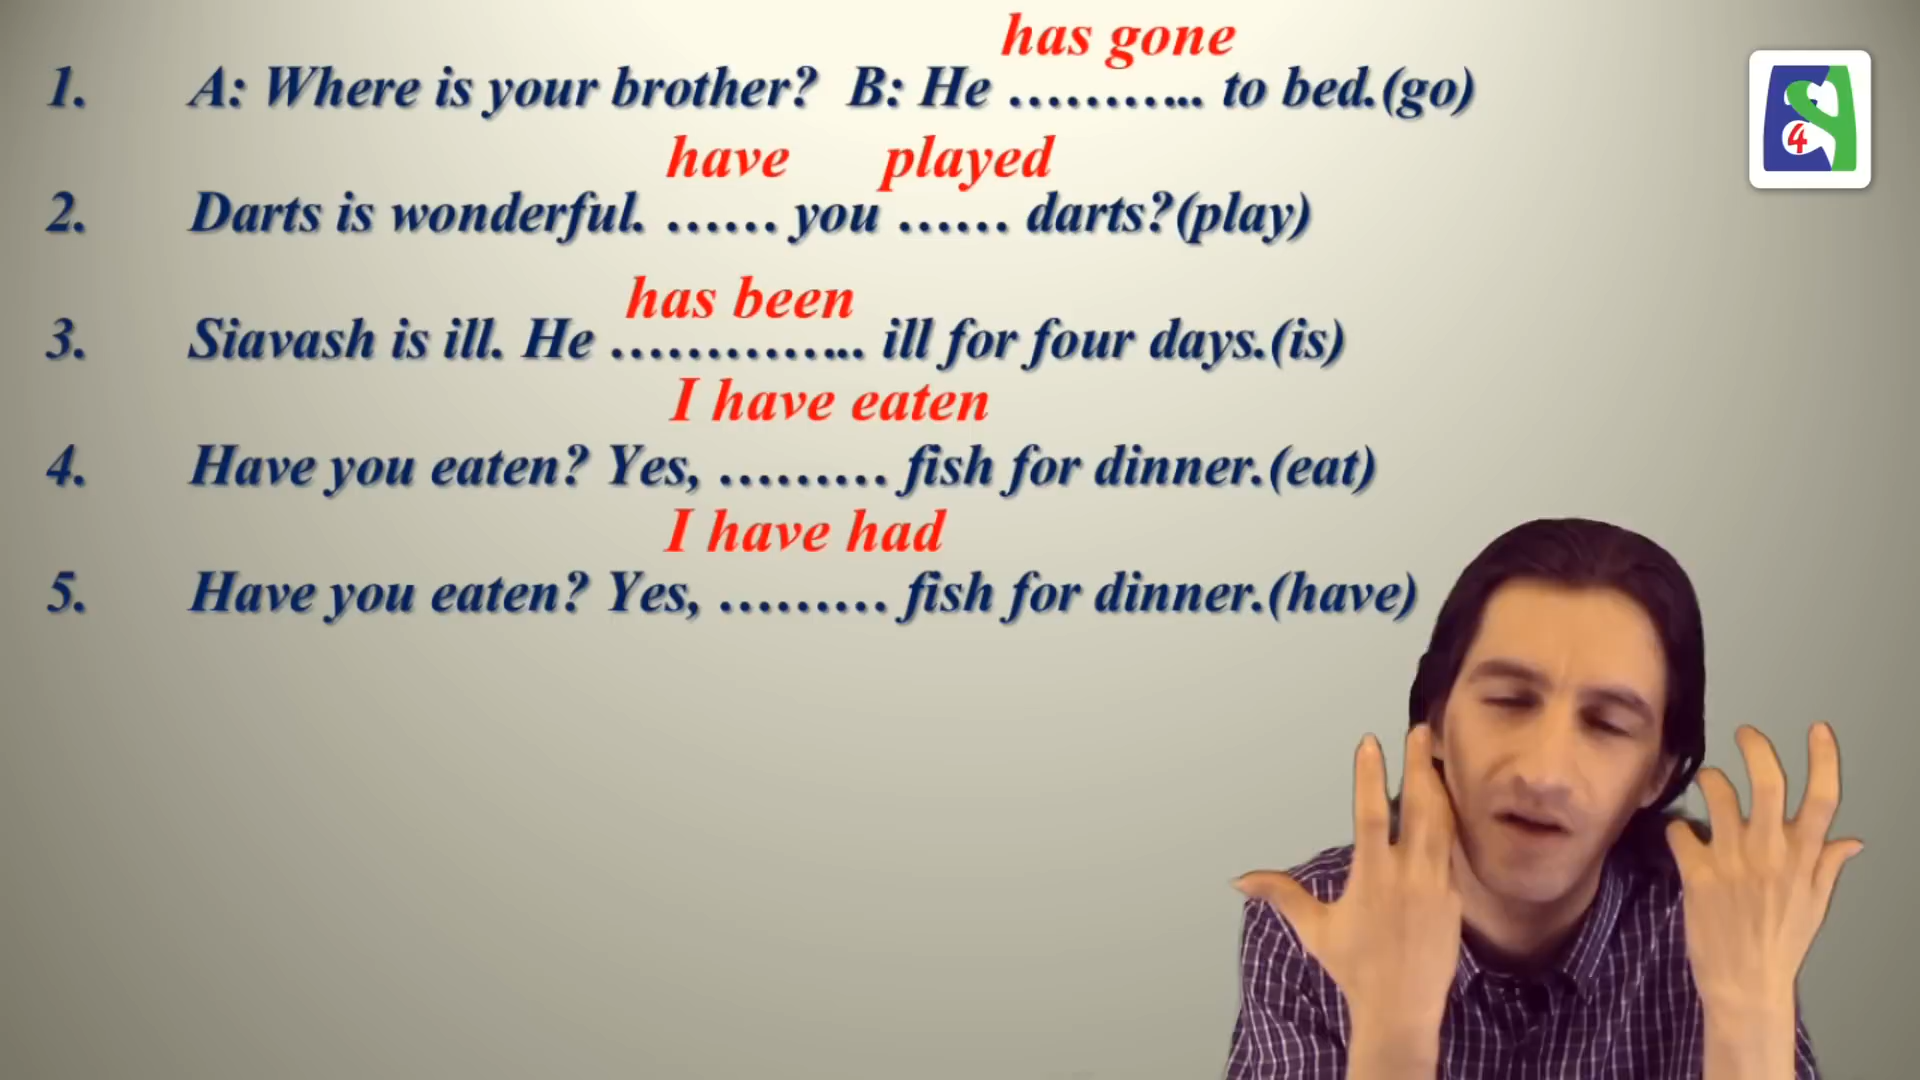 has gone
1. A: Where is your brother? B: He ………... to bed.(go)
have played
2. Darts is wonderful. …… you …… darts?(play)
has been
3. Siavash is ill. He ………….. ill for four days.(is)
I have eaten
4. Have you eaten? Yes, ……… fish for dinner.(eat)
I have had
5. Have you eaten? Yes, ……… fish for dinner.(have)
4